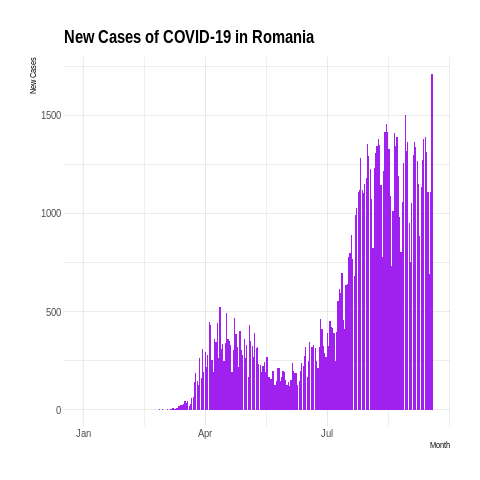 New Cases of COVID-19 in Romania
New Cases
1500
1000
500
0
Jan Apr Jul
Month